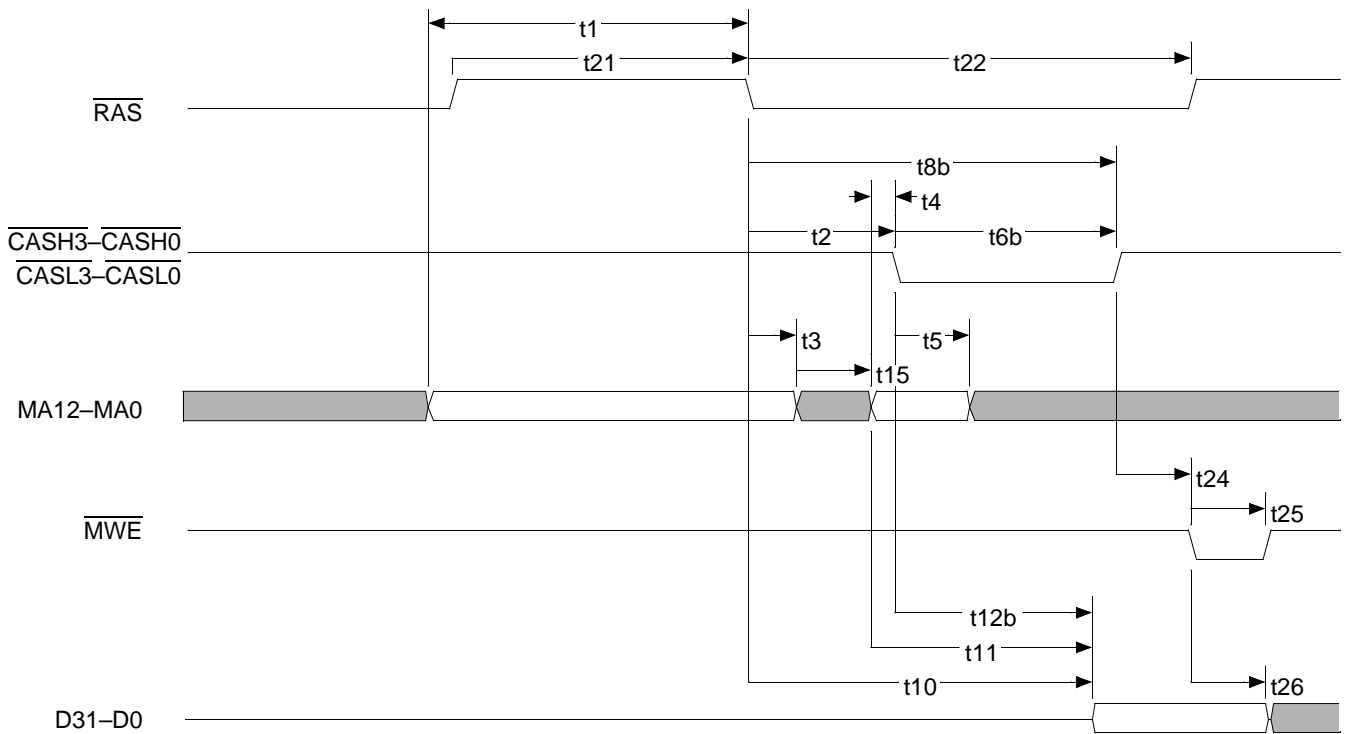 t1
t21
t22
RAS
t8b
t4
CASH3–CASH0
t2
t6b
CASL3–CASL0
t3
t5
t15
MA12–MA0
t24
t25
MWE
t12b
t11
t10
t26
D31–D0